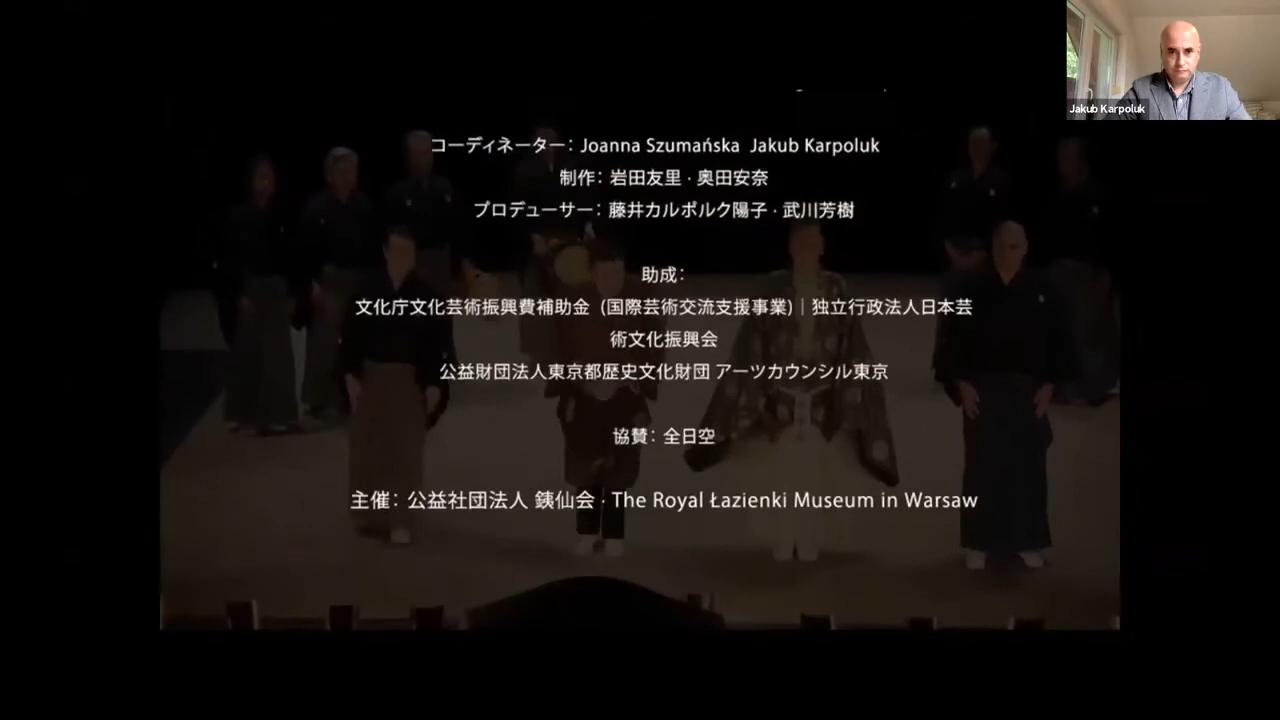 Jakub Karpoluk
コーディネーター：Joanna Szumańska Jakub Karpoluk
制作：岩田友里・奥田安奈
プロデューサー：藤井カルポルク陽子・武川芳樹
助成：
文化庁文化芸術振興費補助金（国際芸術交流支援事業）｜独立行政法人日本芸
術文化振興会
公益財団法人東京都歴史文化財団 アーツカウンシル東京
協賛：全日空
主催：公益社団法人 銕仙会・The Royal Łazienki Museum in Warsaw